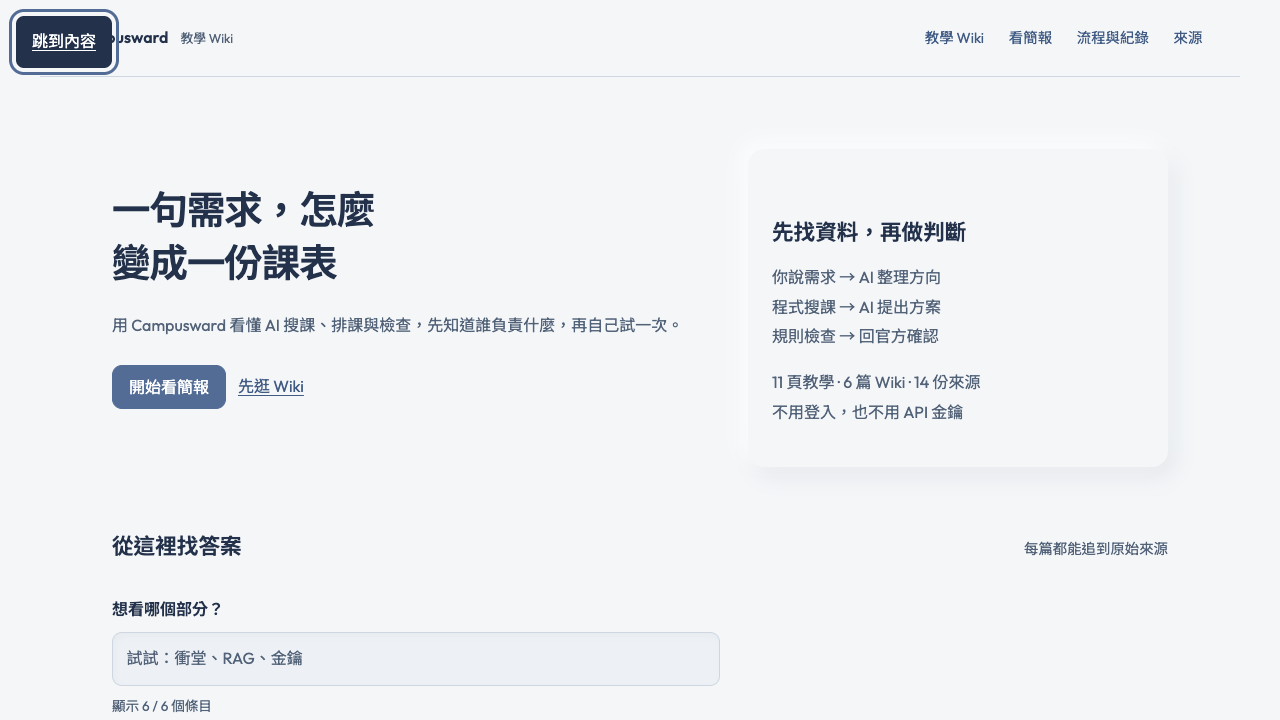 跳到內容
教學 Wiki
教學 Wiki
看簡報
流程與紀錄
來源
一句需求，怎麼
變成一份課表
用 Campusward 看懂 AI 搜課、排課與檢查，先知道誰負責什麼，再自己試一次。
開始看簡報
先逛 Wiki
先找資料，再做判斷
你說需求 → AI 整理方向
程式搜課 → AI 提出方案
規則檢查 → 回官方確認
11 頁教學 · 6 篇 Wiki · 14 份來源
不用登入，也不用 API 金鑰
從這裡找答案
每篇都能追到原始來源
想看哪個部分？
試試：衝堂、RAG、金鑰
顯示 6 / 6 個條目